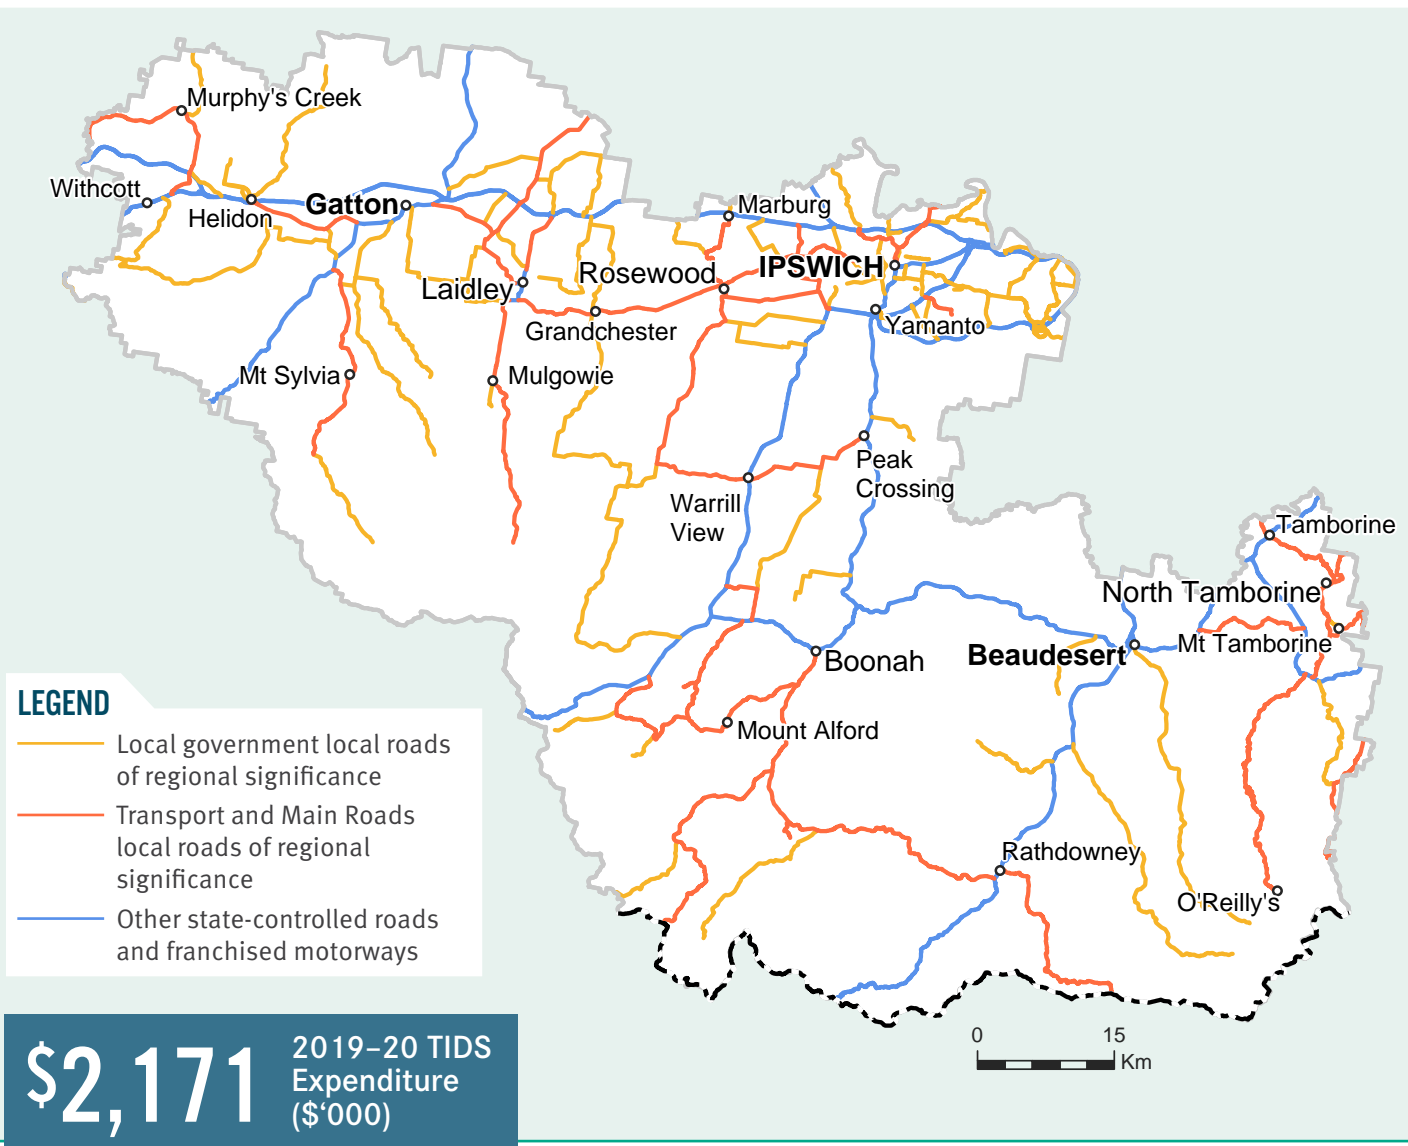 Murphy's Creek
Withcott
Helidon
Gatton
Marburg
IPSWICH
Rosewood
Laidley
Grandchester
Yamanto
Mt Sylvia
Mulgowie
Peak
Crossing
Warrill
View
Tamborine
North Tamborine
Mt Tamborine
Beaudesert
Boonah
Mount Alford
Rathdowney
O'Reilly's
LEGEND
Local government local roads
of regional significance
Transport and Main Roads
local roads of regional
significance
Other state-controlled roads
and franchised motorways
0 15
Km
$2,171
2019–20 TIDS
Expenditure
($‘000)